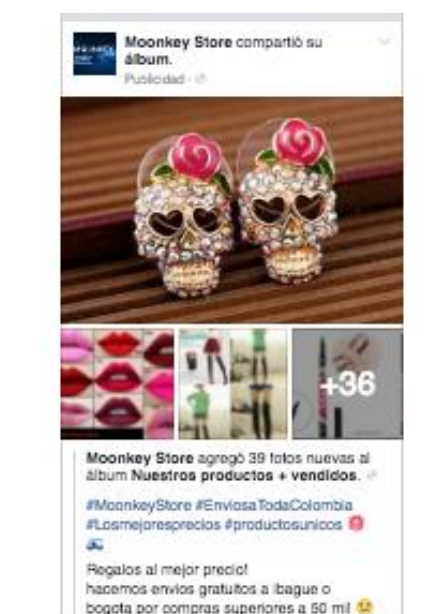 Moonkey Store compartió su
álbum.
Publicidad ·
+36
Moonkey Store agregó 39 fotos nuevas al
álbum Nuestros productos + vendidos.
#MoonkeyStore #EnviosaTodaColombia
#Losmejoresprecios #productosunicos
Regalos al mejor precio!
hacemos envios gratuitos a ibague o
bogota por compras superiores a 50 mil